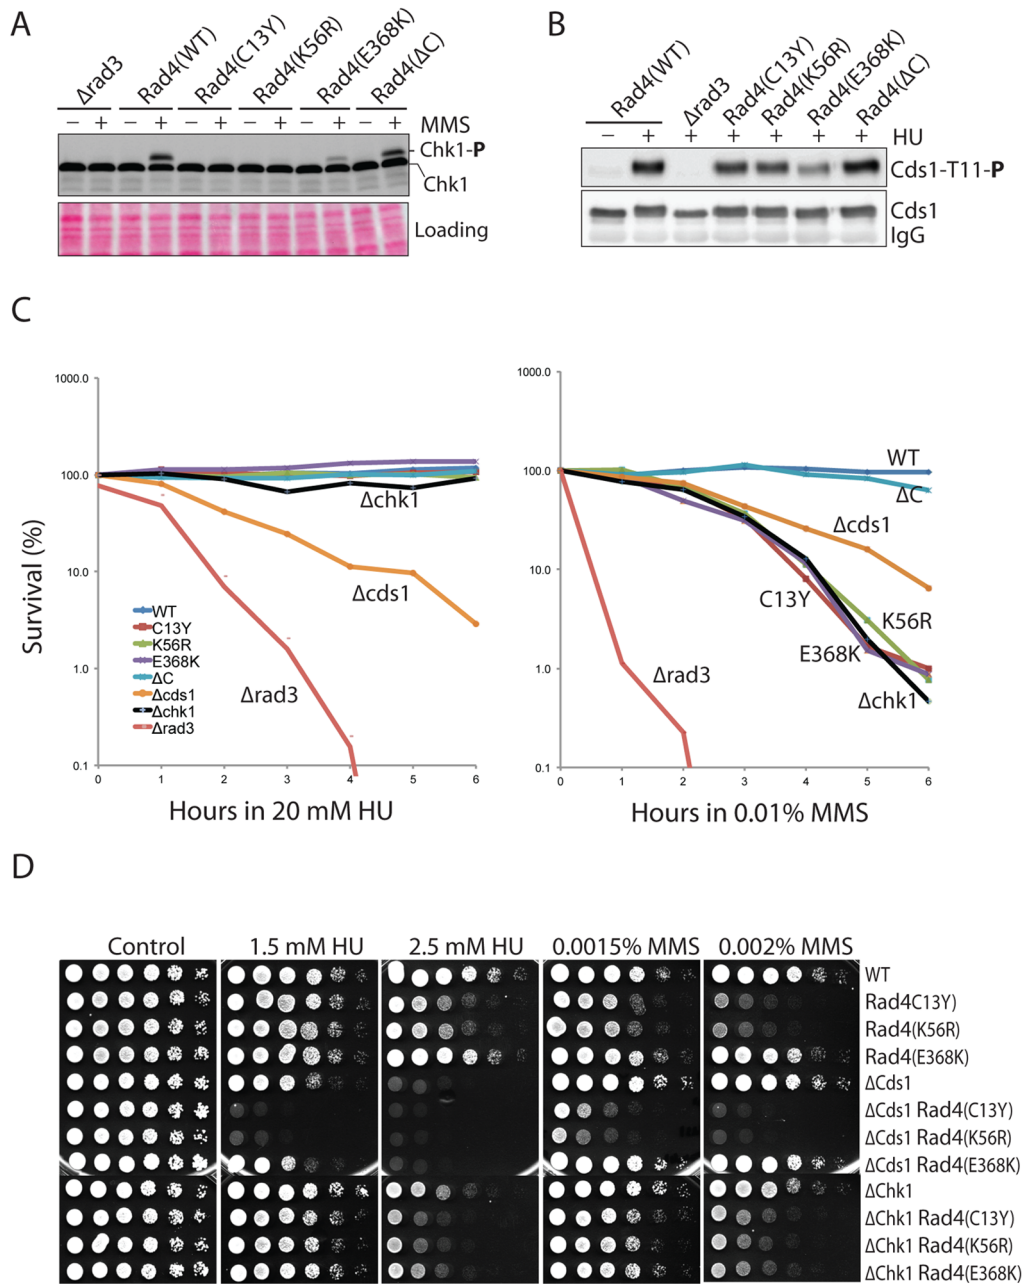 A
Δrad3
Rad4(WT)
Rad4(C13Y)
Rad4(K56R)
Rad4(E368K)
Rad4(ΔC)
− + − + − + − + − + − + MMS
Chk1-P
Chk1
Loading
B
Rad4(WT)
Δrad3
Rad4(C13Y)
Rad4(K56R)
Rad4(E368K)
Rad4(ΔC)
− + + + + + + HU
Cds1-T11-P
Cds1
IgG
C
Survival (%)
1000.0
100.0
10.0
1.0
0.1
0 1 2 3 4 5 6
Hours in 20 mM HU
Δchk1
Δcds1
Δrad3
WT
C13Y
K56R
E368K
ΔC
Δcds1
Δchk1
Δrad3
1000.0
100.0
10.0
1.0
0.1
0 1 2 3 4 5 6
Hours in 0.01% MMS
WT
ΔC
Δcds1
C13Y
K56R
E368K
Δrad3
Δchk1
D
Control 1.5 mM HU 2.5 mM HU 0.0015% MMS 0.002% MMS
WT
Rad4C13Y)
Rad4(K56R)
Rad4(E368K)
ΔCds1
ΔCds1 Rad4(C13Y)
ΔCds1 Rad4(K56R)
ΔCds1 Rad4(E368K)
ΔChk1
ΔChk1 Rad4(C13Y)
ΔChk1 Rad4(K56R)
ΔChk1 Rad4(E368K)